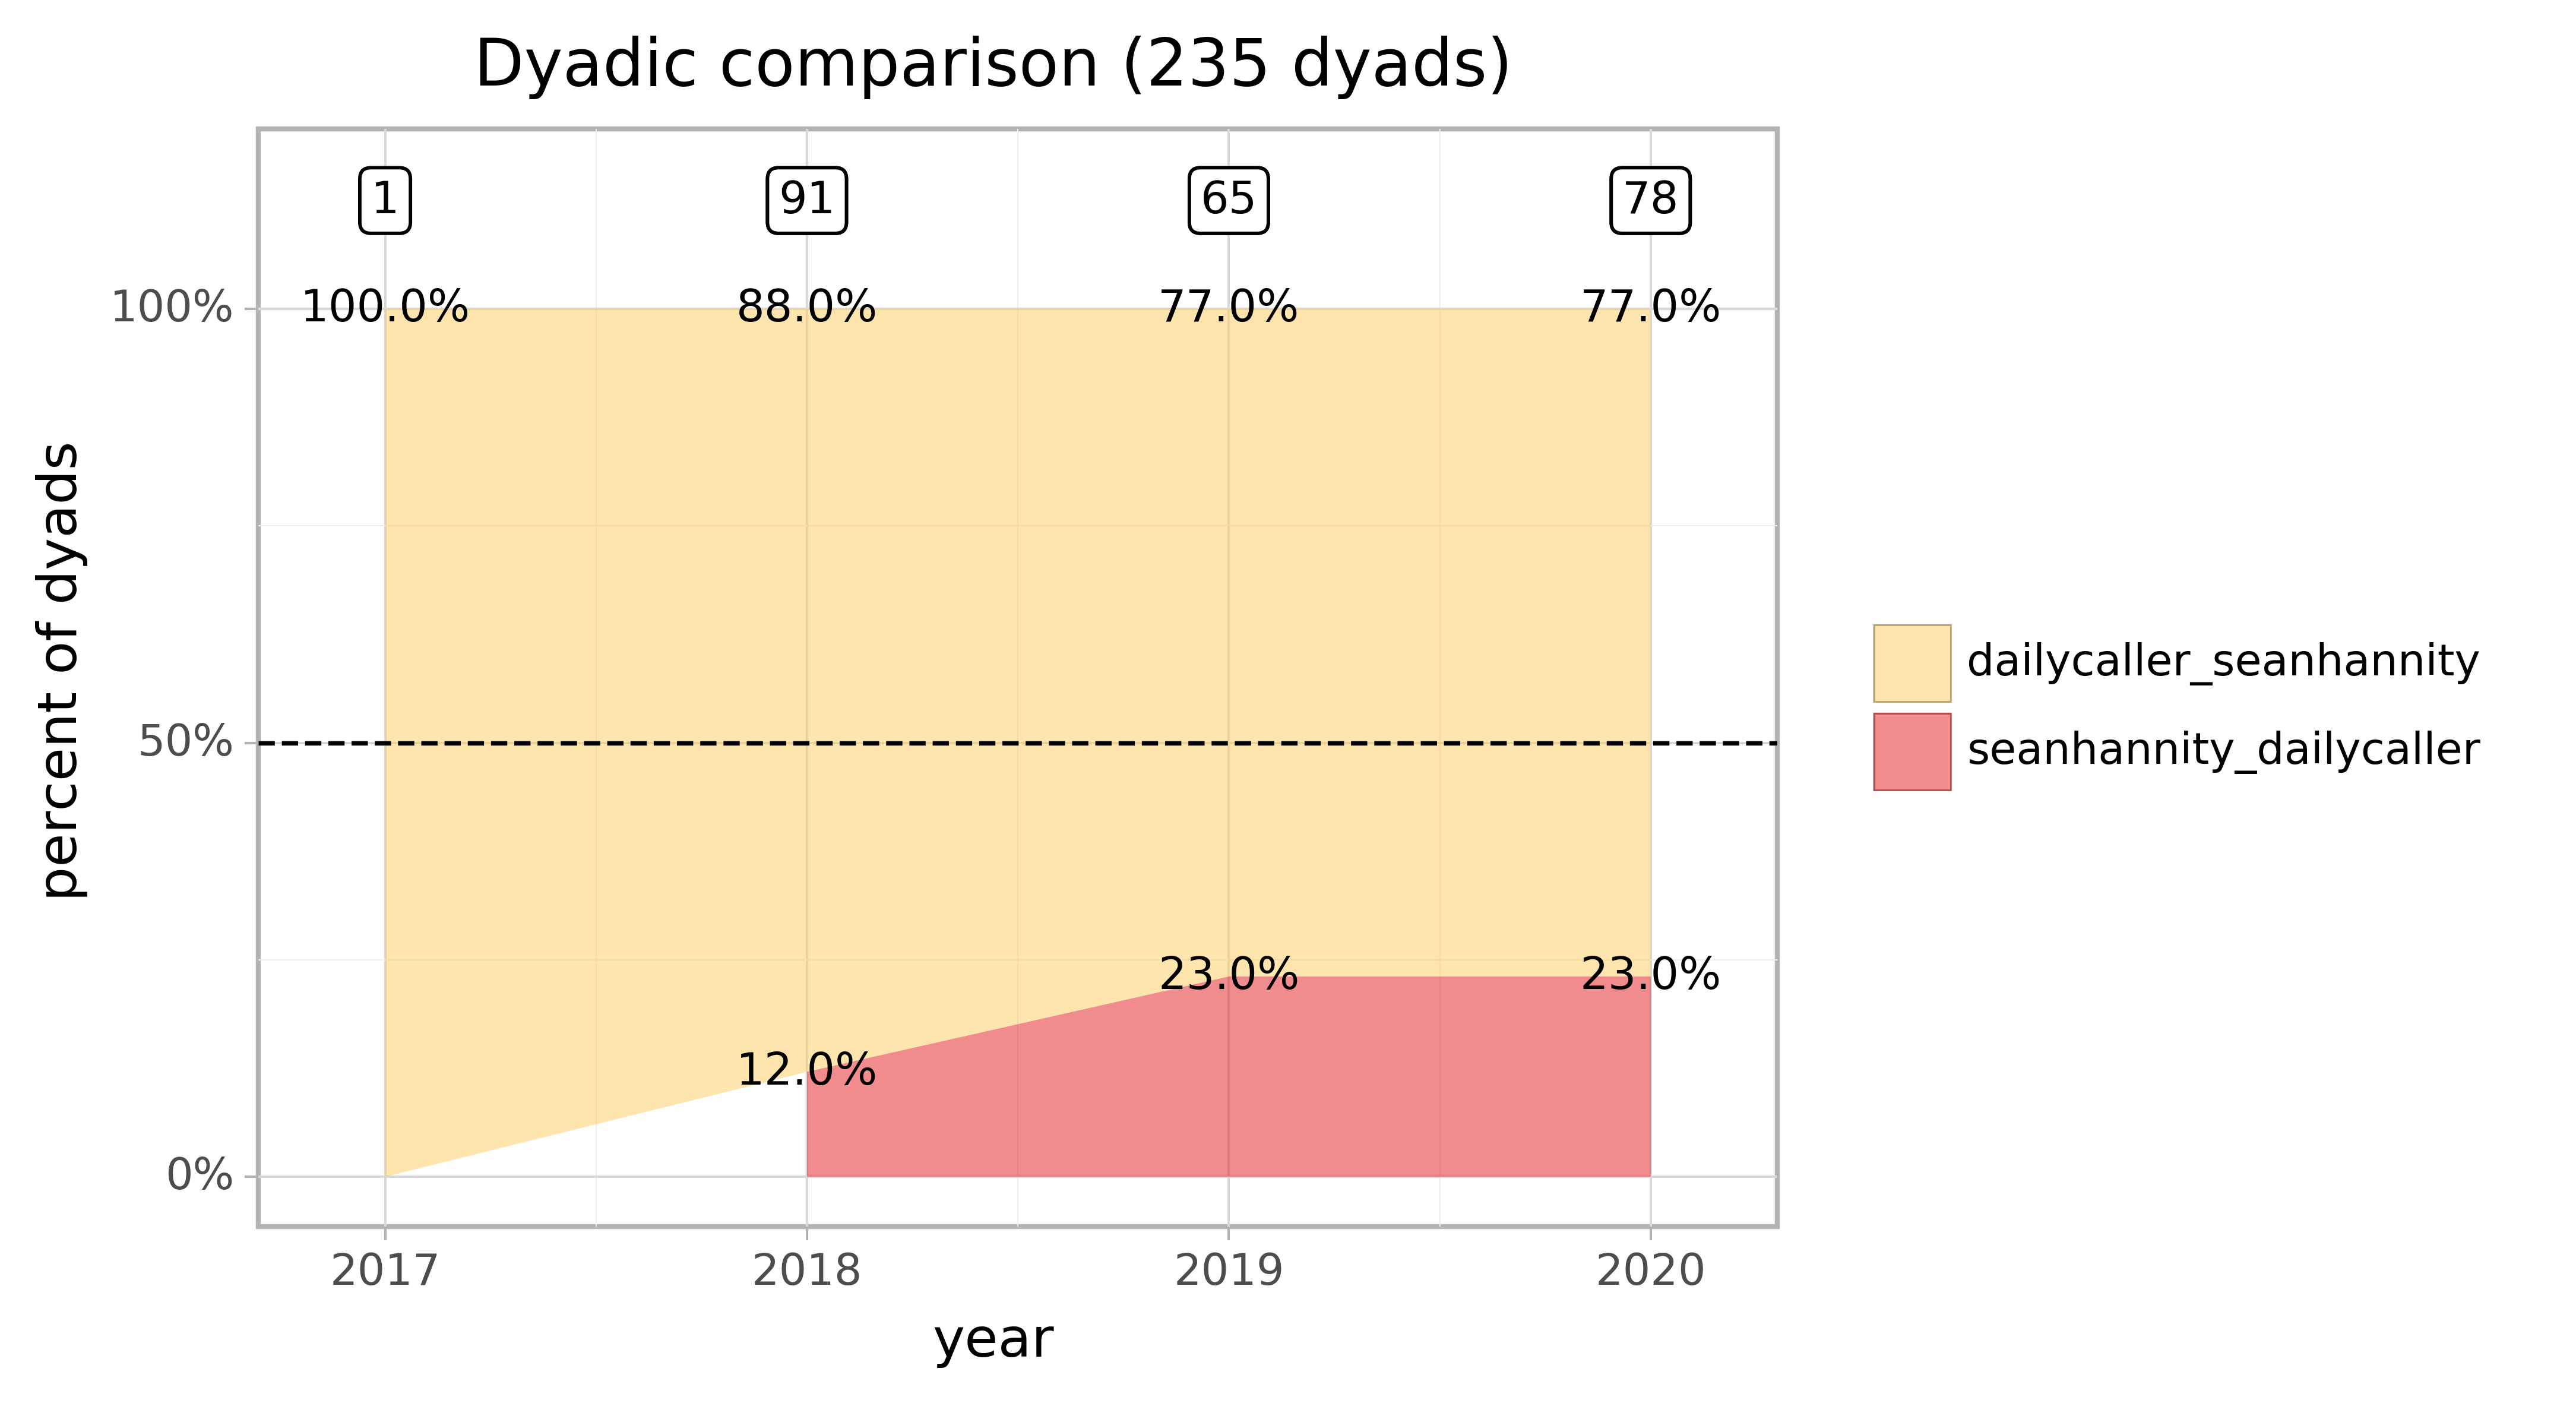 Dyadic comparison (235 dyads)
1 91 65 78
100% 100.0% 88.0% 77.0% 77.0%
percent of dyads
dailycaller_seanhannity
50%
seanhannity_dailycaller
23.0% 23.0%
12.0%
0%
2017 2018 2019 2020
year